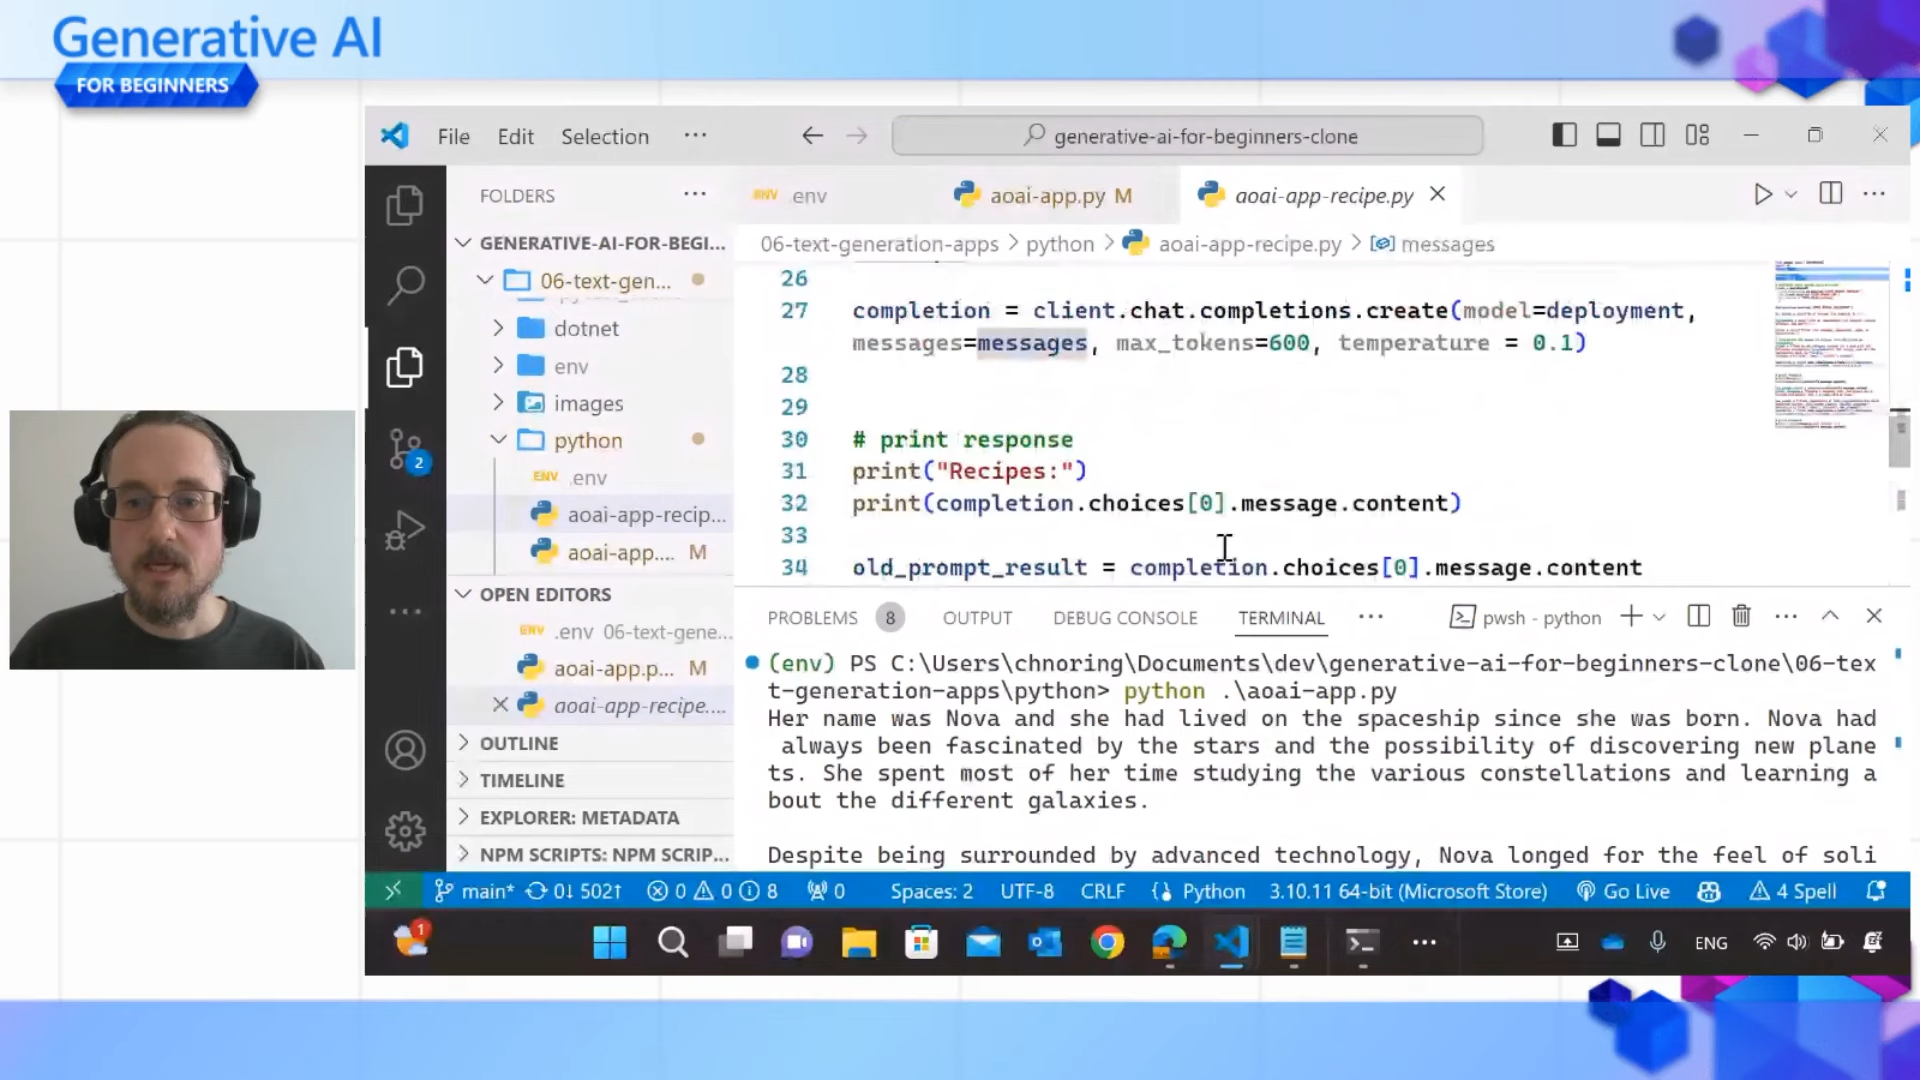 Generative AI
FOR BEGINNERS
File Edit Selection ··· generative-ai-for-beginners-clone
FOLDERS ···
.env aoai-app.py M aoai-app-recipe.py
GENERATIVE-AI-FOR-BEGI...
06-text-generation-apps > python > aoai-app-recipe.py > messages
06-text-gen...
dotnet
env
images
python
ENV .env
aoai-app-recip...
aoai-app.... M
26
27 completion = client.chat.completions.create(model=deployment,
messages=messages, max_tokens=600, temperature = 0.1)
28
29
30 # print response
31 print("Recipes:")
32 print(completion.choices[0].message.content)
33
34 old_prompt_result = completion.choices[0].message.content
2
OPEN EDITORS
ENV .env 06-text-gene...
aoai-app.p... M
aoai-app-recipe....
OUTLINE
TIMELINE
EXPLORER: METADATA
NPM SCRIPTS: NPM SCRIP...
PROBLEMS 8 OUTPUT DEBUG CONSOLE TERMINAL ··· pwsh - python
(env) PS C:\Users\chnoring\Documents\dev\generative-ai-for-beginners-clone\06-tex
t-generation-apps\python> python .\aoai-app.py
Her name was Nova and she had lived on the spaceship since she was born. Nova had
always been fascinated by the stars and the possibility of discovering new plane
ts. She spent most of her time studying the various constellations and learning a
bout the different galaxies.
Despite being surrounded by advanced technology, Nova longed for the feel of soli
main* 0↓ 502↑ 0 0 8 0 Spaces: 2 UTF-8 CRLF Python 3.10.11 64-bit (Microsoft Store) Go Live 4 Spell
1 ENG